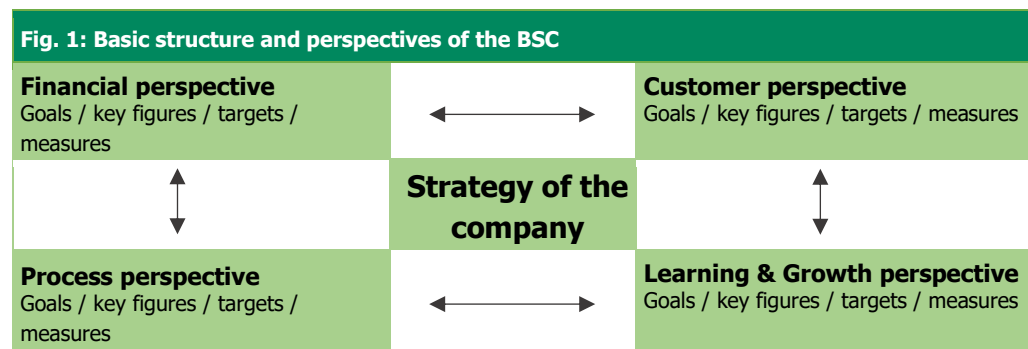 Fig. 1: Basic structure and perspectives of the BSC
Financial perspective
Goals / key figures / targets /
measures
Customer perspective
Goals / key figures / targets / measures
Strategy of the
company
Process perspective
Goals / key figures / targets /
measures
Learning & Growth perspective
Goals / key figures / targets / measures